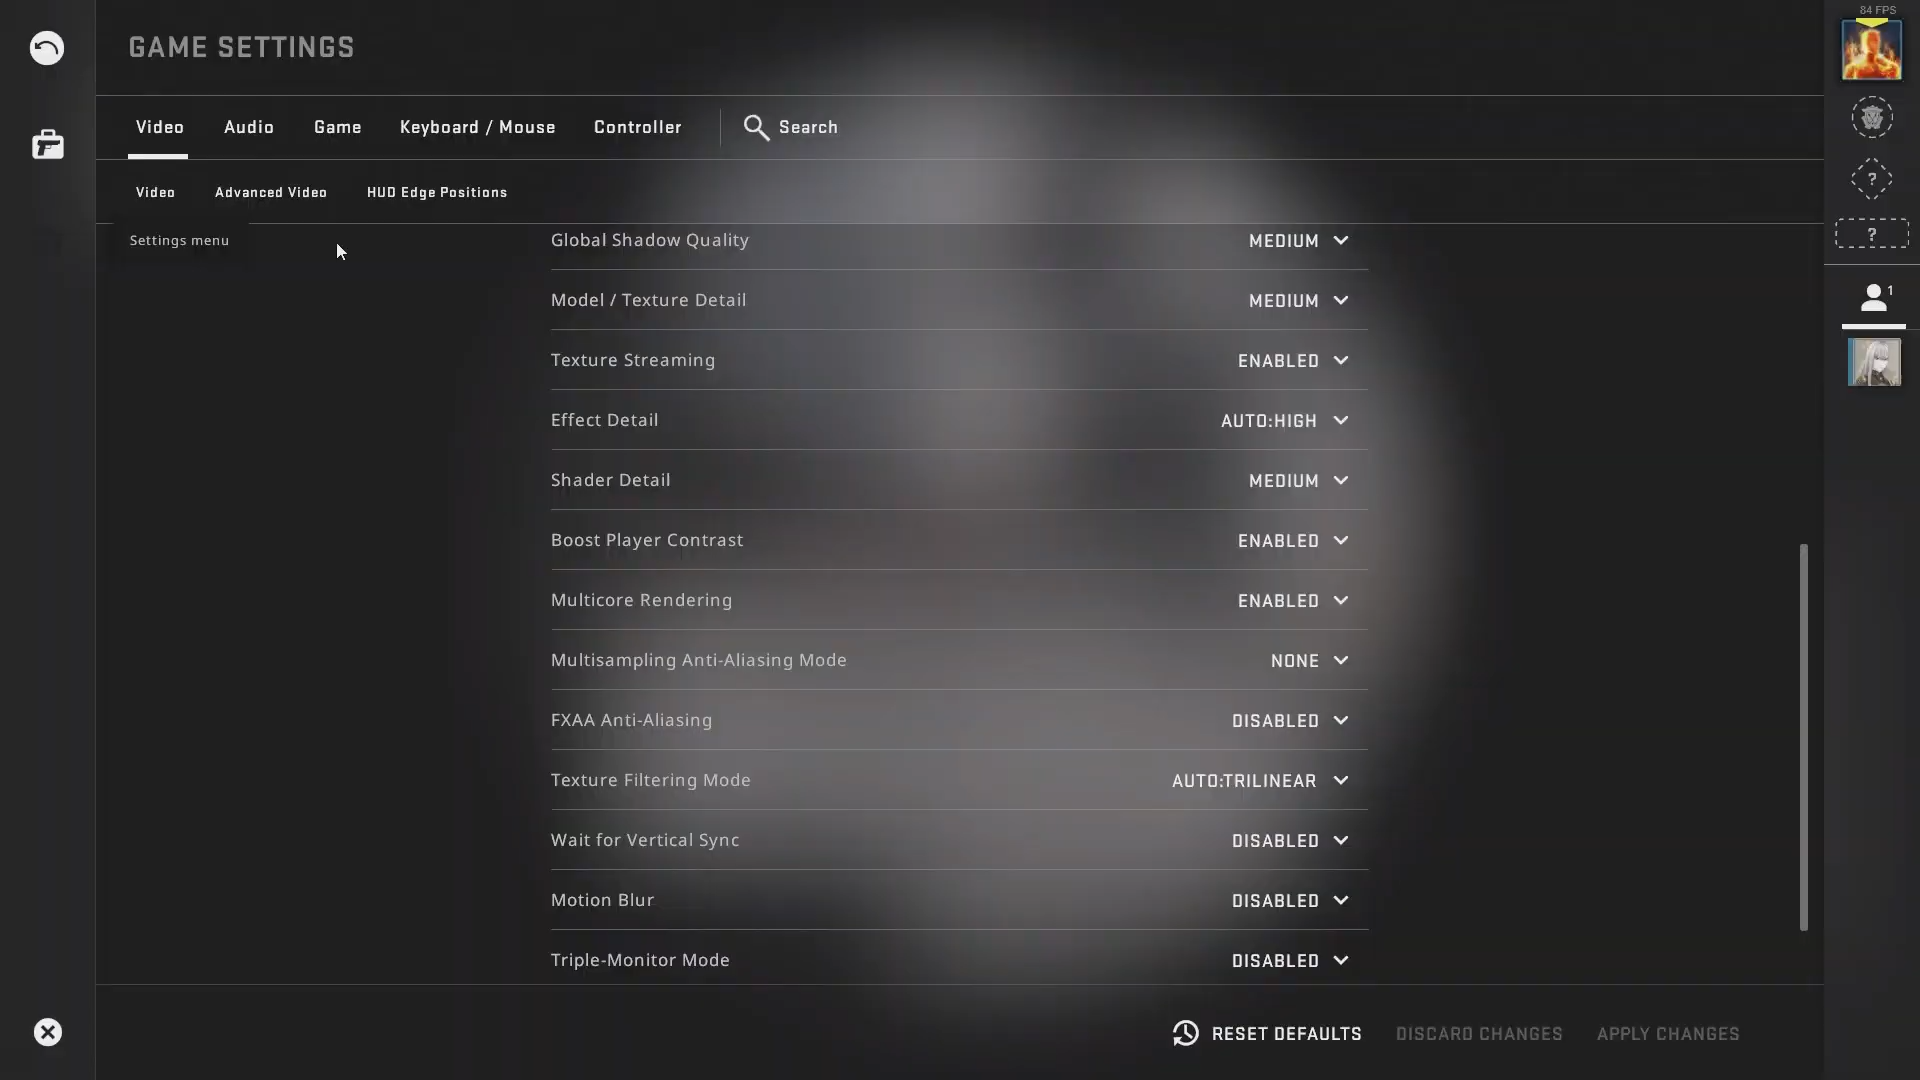 84 FPS
GAME SETTINGS
Video Audio Game Keyboard / Mouse Controller Search
Video Advanced Video HUD Edge Positions
Settings menu
Global Shadow Quality MEDIUM
Model / Texture Detail MEDIUM
Texture Streaming ENABLED
Effect Detail AUTO:HIGH
Shader Detail MEDIUM
Boost Player Contrast ENABLED
Multicore Rendering ENABLED
Multisampling Anti-Aliasing Mode NONE
FXAA Anti-Aliasing DISABLED
Texture Filtering Mode AUTO:TRILINEAR
Wait for Vertical Sync DISABLED
Motion Blur DISABLED
Triple-Monitor Mode DISABLED
RESET DEFAULTS DISCARD CHANGES APPLY CHANGES
?
?
1